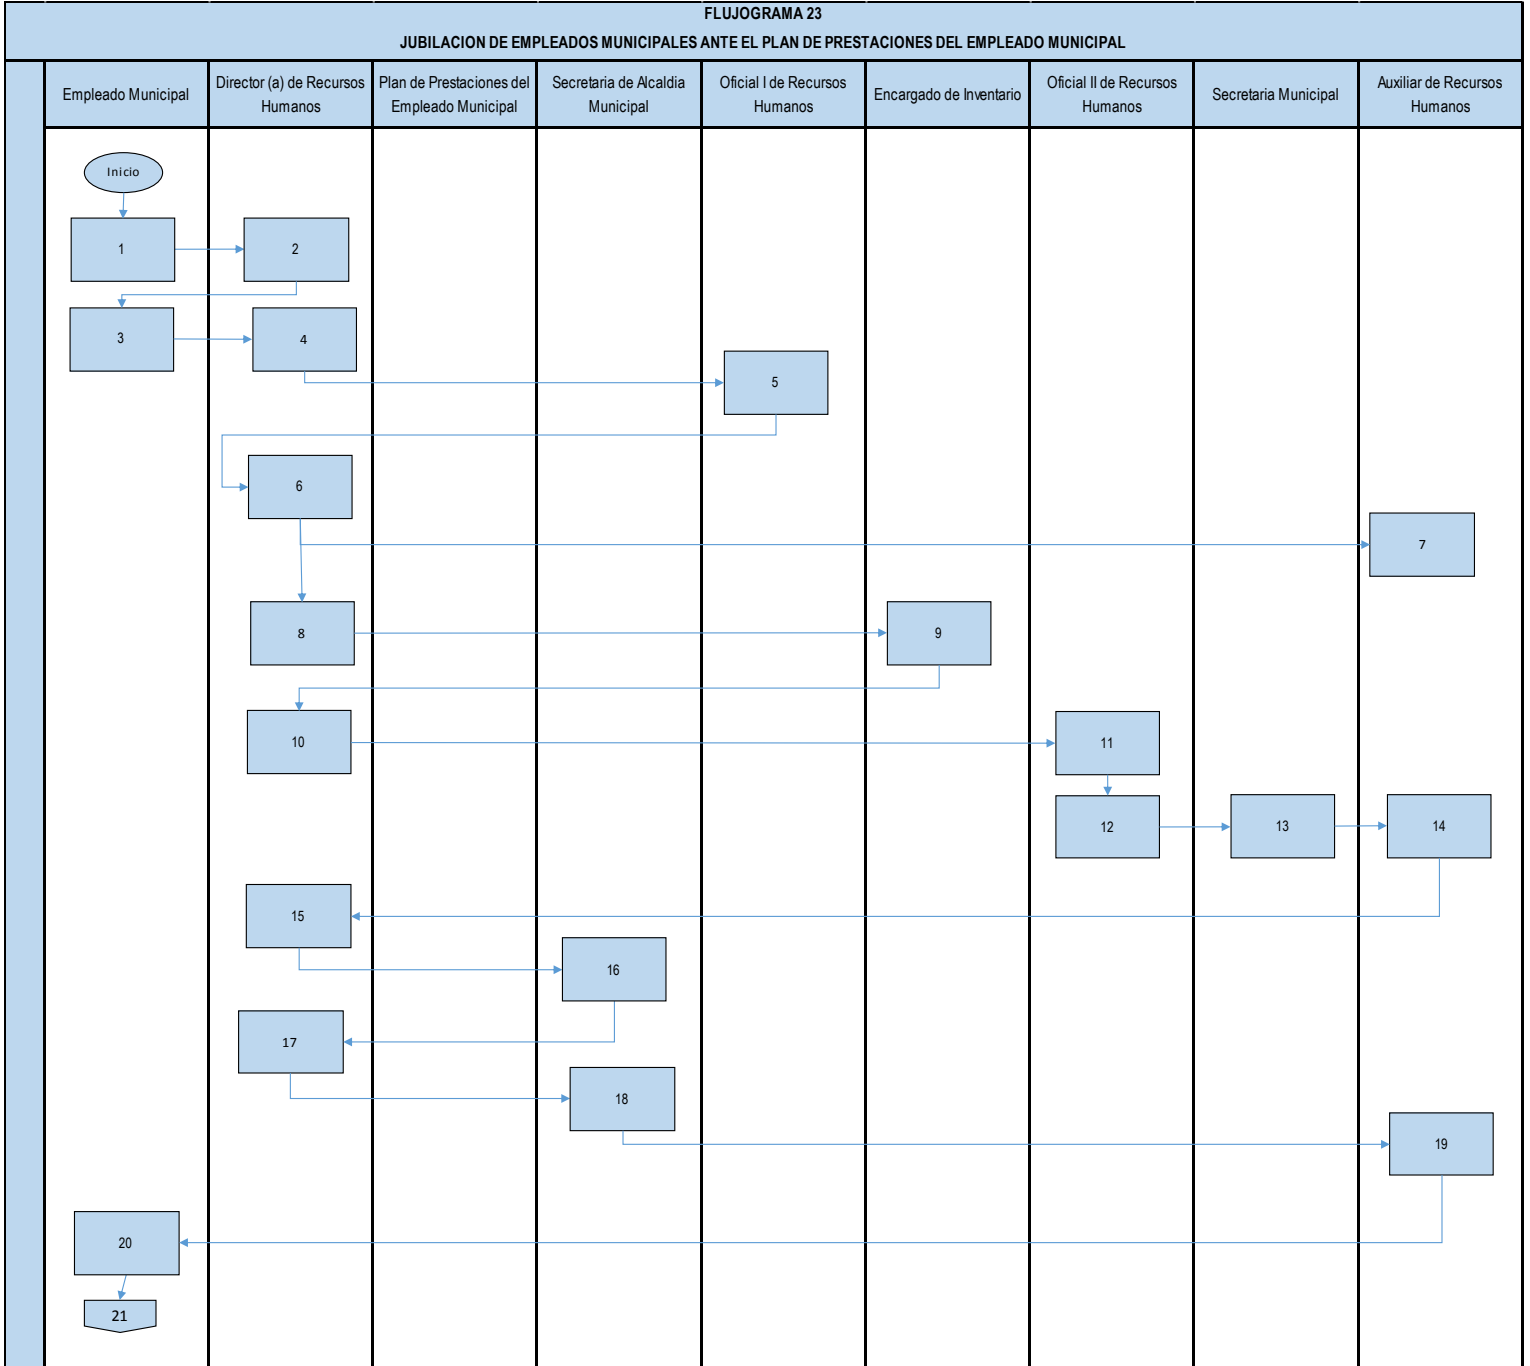 FLUJOGRAMA 23
JUBILACION DE EMPLEADOS MUNICIPALES ANTE EL PLAN DE PRESTACIONES DEL EMPLEADO MUNICIPAL
Empleado Municipal
Director (a) de Recursos
Humanos
Plan de Prestaciones del
Empleado Municipal
Secretaria de Alcaldia
Municipal
Oficial I de Recursos
Humanos
Encargado de Inventario
Oficial II de Recursos
Humanos
Secretaria Municipal
Auxiliar de Recursos
Humanos
Inicio
1
2
3
4
5
6
7
8
9
10
11
12
13
14
15
16
17
18
19
20
21